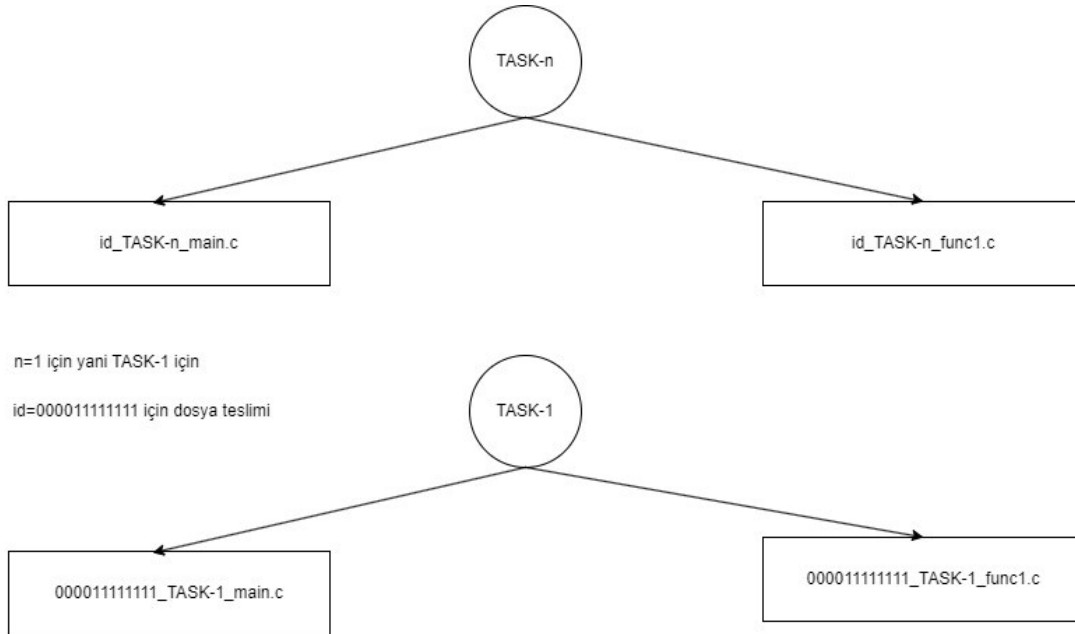 TASK-n
id_TASK-n_main.c
id_TASK-n_func1.c
n=1 için yani TASK-1 için
id=000011111111 için dosya teslimi
TASK-1
000011111111_TASK-1_main.c
000011111111_TASK-1_func1.c